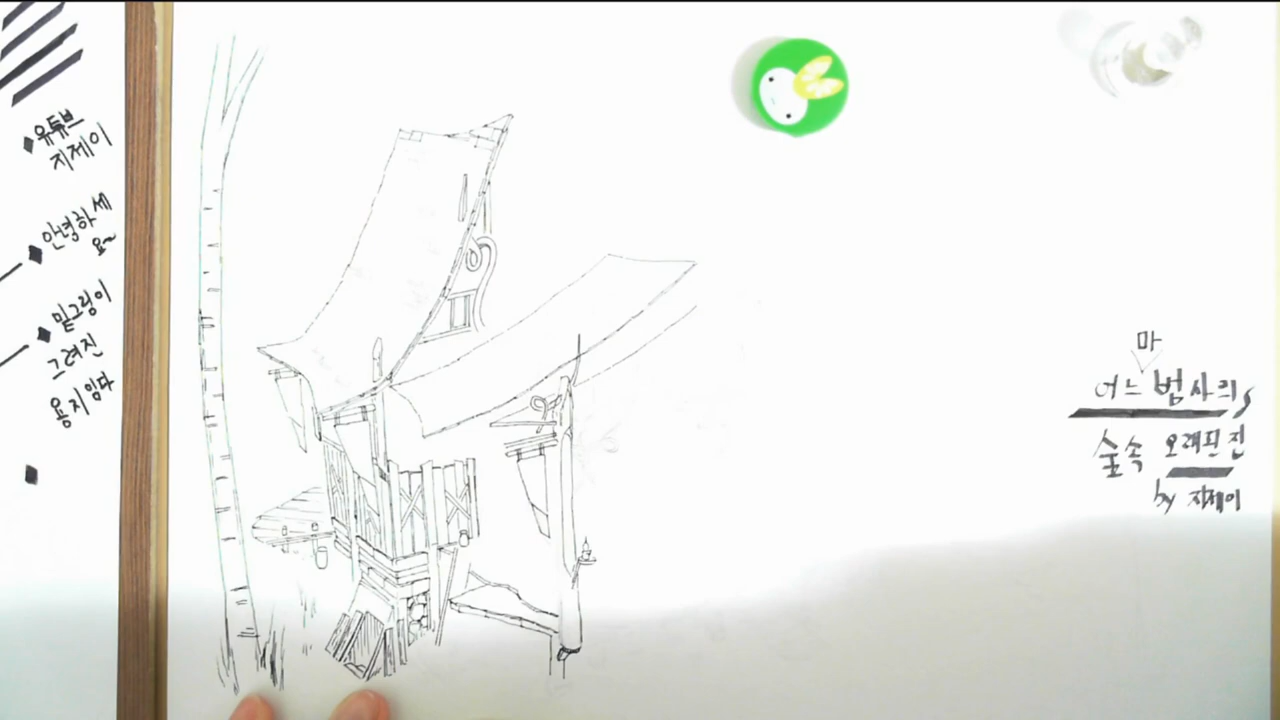 유튜브
지제이
안녕하세
요~
밑그림이
그려진
용지임다
마
어느 범사의
숲속 오래된 집
by 지제이